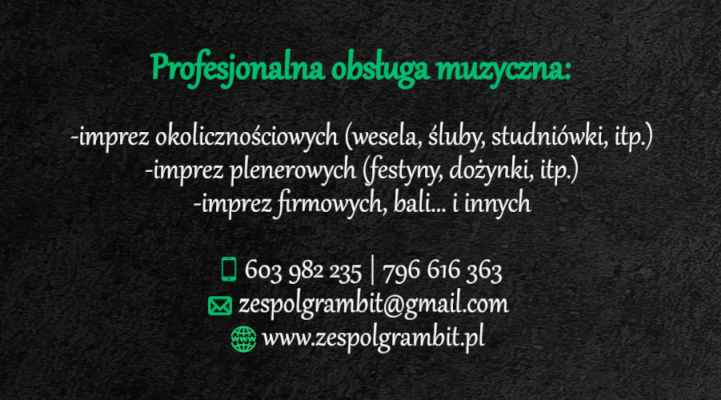 Profesjonalna obsługa muzyczna:
-imprez okolicznościowych (wesela, śluby, studniówki, itp.)
-imprez plenerowych (festyny, dożynki, itp.)
-imprez firmowych, bali... i innych
603 982 235 | 796 616 363
zespolgrambit@gmail.com
www www.zespolgrambit.pl